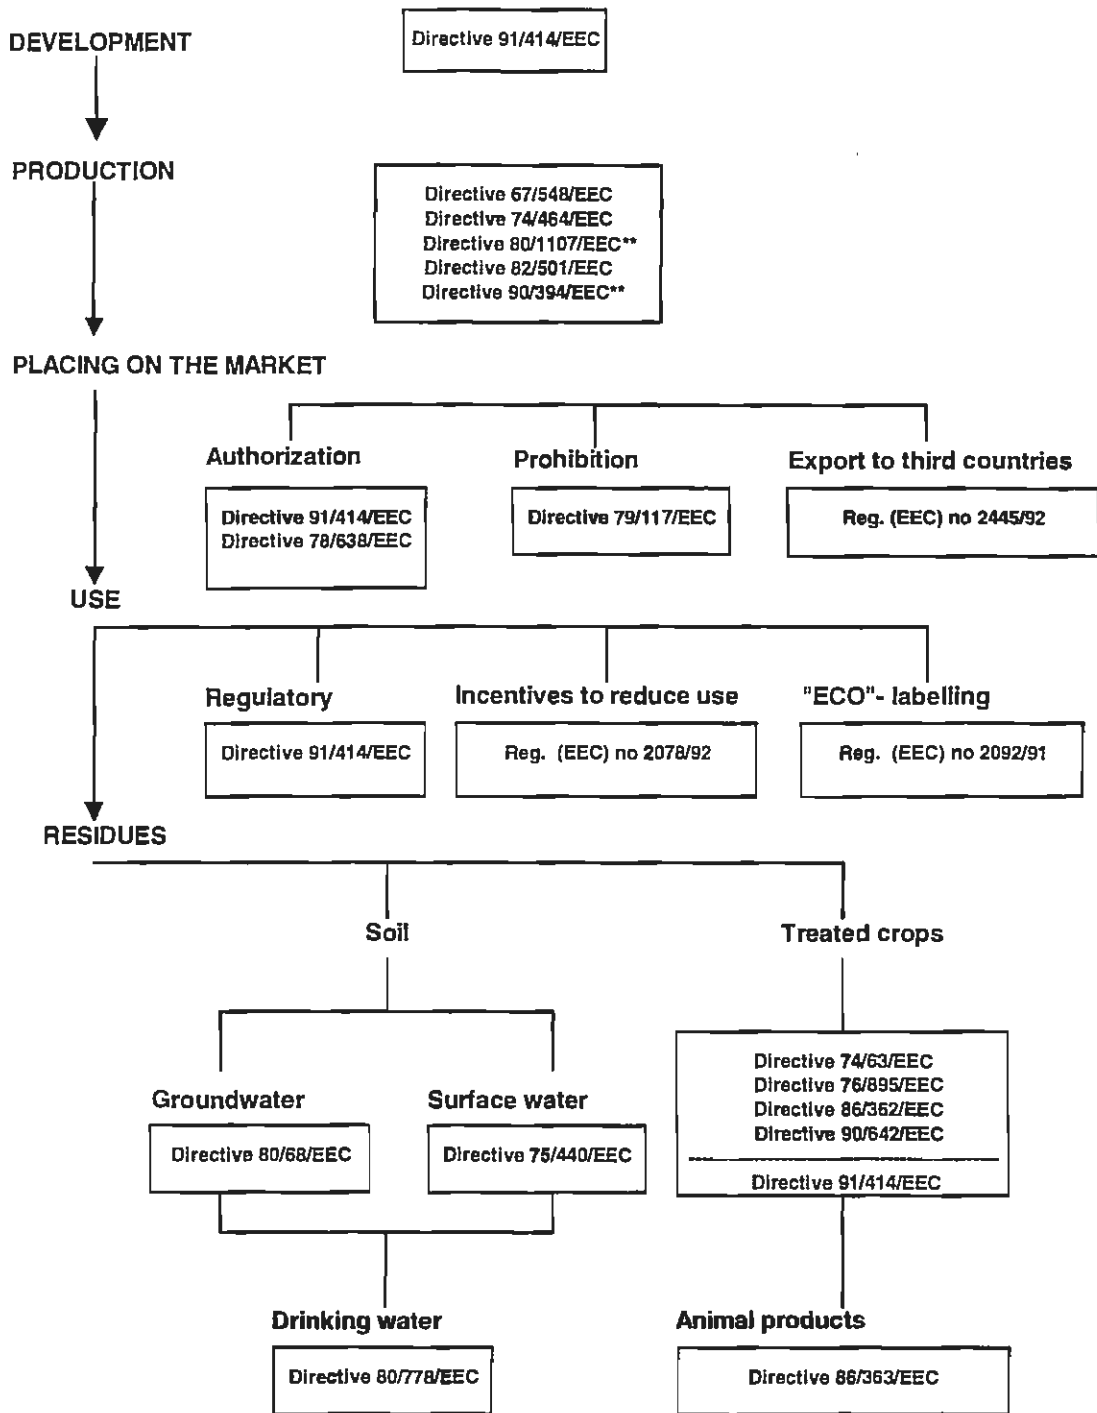 DEVELOPMENT
Directive 91/414/EEC
PRODUCTION
Directive 67/548/EEC
Directive 74/464/EEC
Directive 80/1107/EEC**
Directive 82/501/EEC
Directive 90/394/EEC**
PLACING ON THE MARKET
Authorization
Prohibition
Export to third countries
Directive 91/414/EEC
Directive 78/638/EEC
Directive 79/117/EEC
Reg. (EEC) no 2445/92
USE
Regulatory
Incentives to reduce use
"ECO"- labelling
Directive 91/414/EEC
Reg. (EEC) no 2078/92
Reg. (EEC) no 2092/91
RESIDUES
Soil
Treated crops
Directive 74/63/EEC
Directive 76/895/EEC
Directive 86/362/EEC
Directive 90/642/EEC
Directive 91/414/EEC
Groundwater
Surface water
Directive 80/68/EEC
Directive 75/440/EEC
Drinking water
Animal products
Directive 80/778/EEC
Directive 86/363/EEC